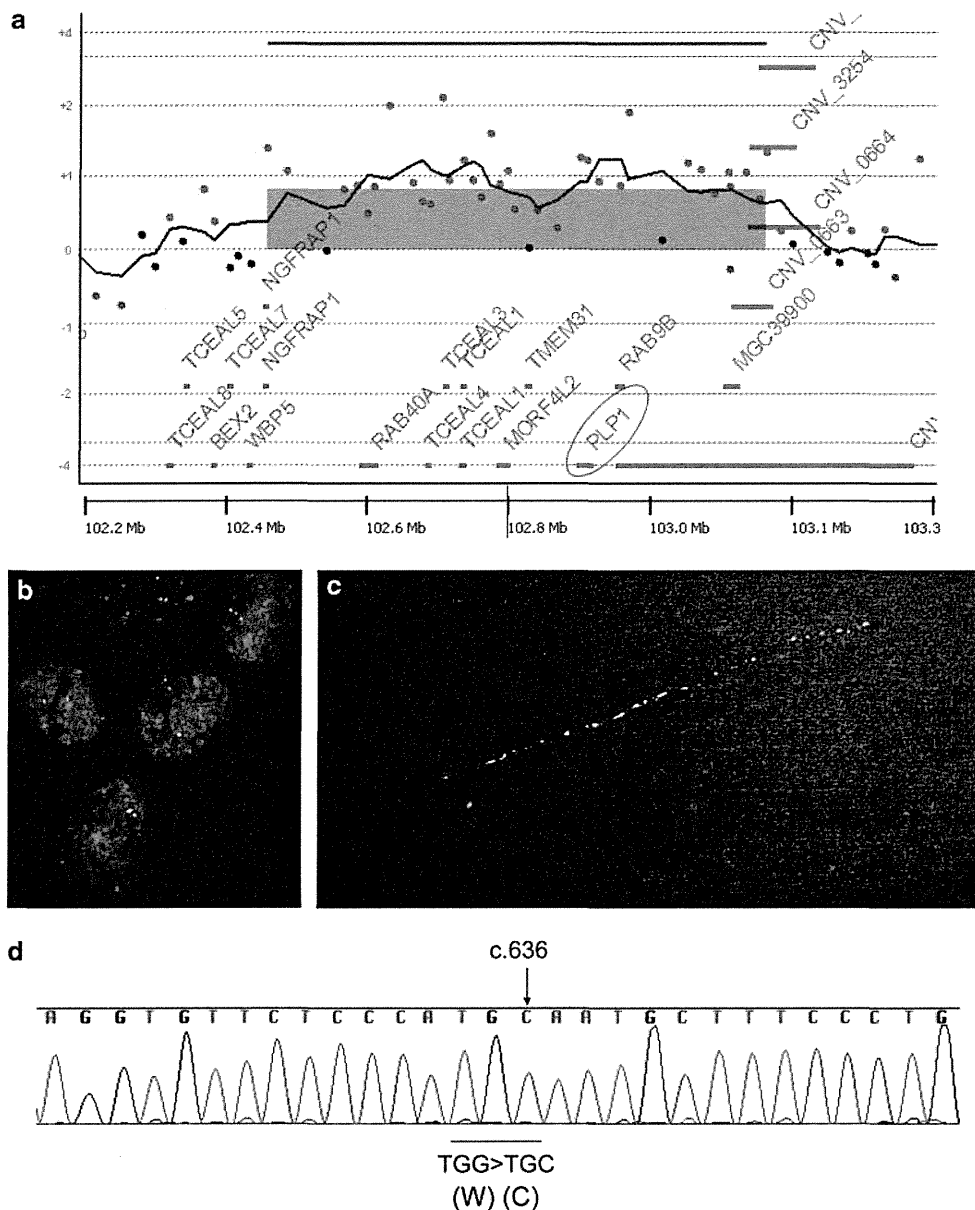 a
+4
+2
+1
0
-1
-2
-4
CNV_
CNV_3254
CNV_0664
CNV_0663
NGFRAP1
TCEAL5
TCEAL7
NGFRAP1
TCEAL3
TCEAL1
TMEM31
RAB9B
MGC39900
TCEAL8
BEX2
WBP5
RAB40A
TCEAL4
TCEAL1
MORF4L2
PLP1
CNV
102.2 Mb
102.4 Mb
102.6 Mb
102.8 Mb
103.0 Mb
103.1 Mb
103.3
b
c
d
c.636
A G G T G T T C T C C C A T G C A A T G C T T T C C C T G
TGG>TGC
(W) (C)